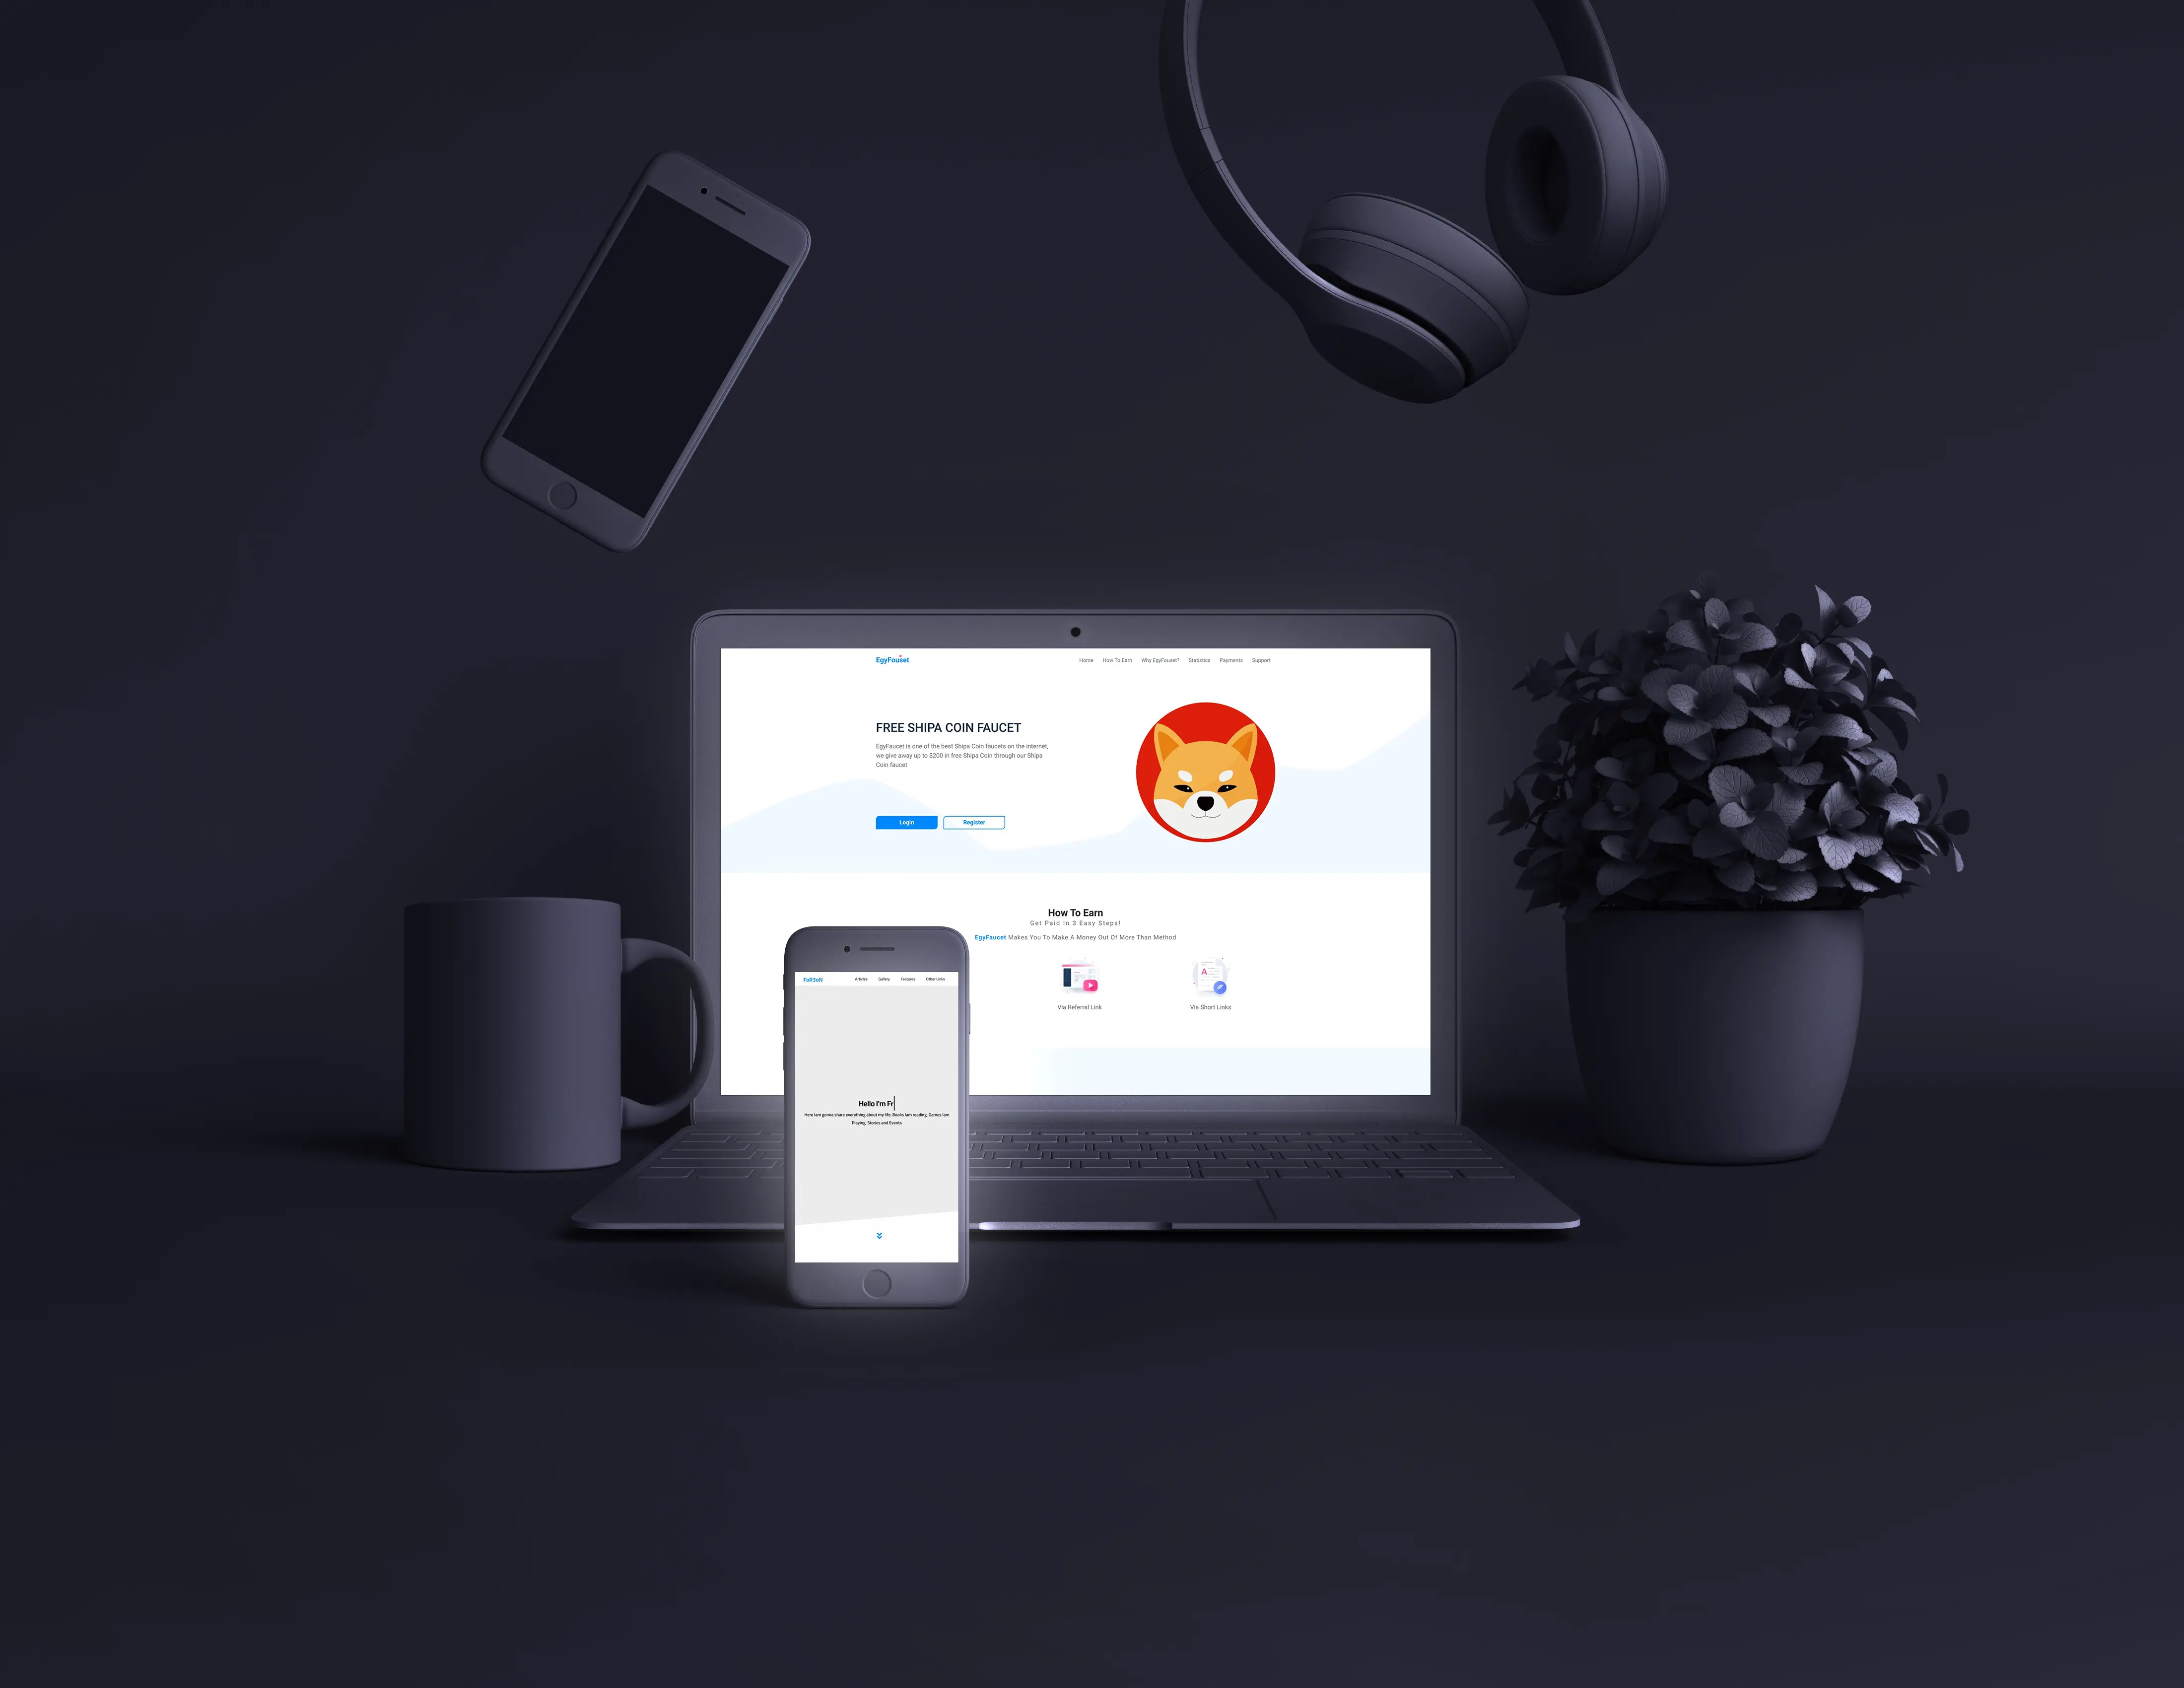 EgyFouset
Home How To Earn Why EgyFouset? Statistics Payments Support
FREE SHIPA COIN FAUCET
EgyFaucet is one of the best Shipa Coin faucets on the internet,
we give away up to $200 in free Shipa Coin through our Shipa
Coin faucet
Login Register
How To Earn
Get Paid In 3 Easy Steps!
EgyFaucet Makes You To Make A Money Out Of More Than Method
A
Via Referral Link Via Short Links
FoR3oN
Articles Gallery Features Other Links
Hello I'm Fr
Here Iam gonna share everything about my life. Books Iam reading, Games Iam
Playing, Stories and Events